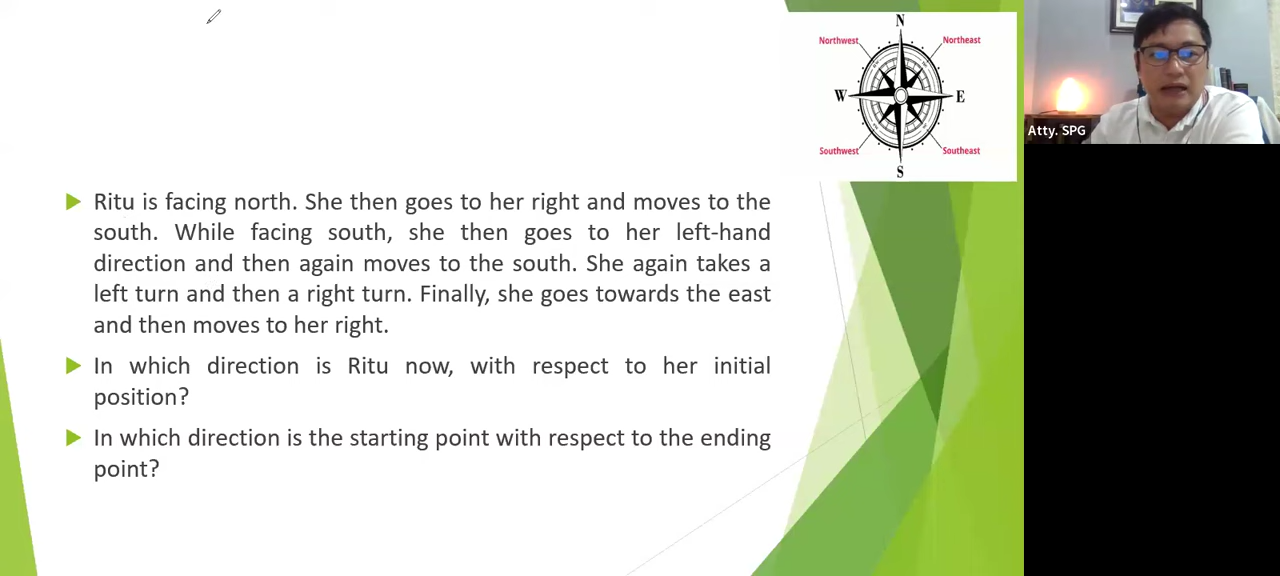 N
Northwest
Northeast
W
E
Southwest
Southeast
S
Atty. SPG
Ritu is facing north. She then goes to her right and moves to the
south. While facing south, she then goes to her left-hand
direction and then again moves to the south. She again takes a
left turn and then a right turn. Finally, she goes towards the east
and then moves to her right.
In which direction is Ritu now, with respect to her initial
position?
In which direction is the starting point with respect to the ending
point?